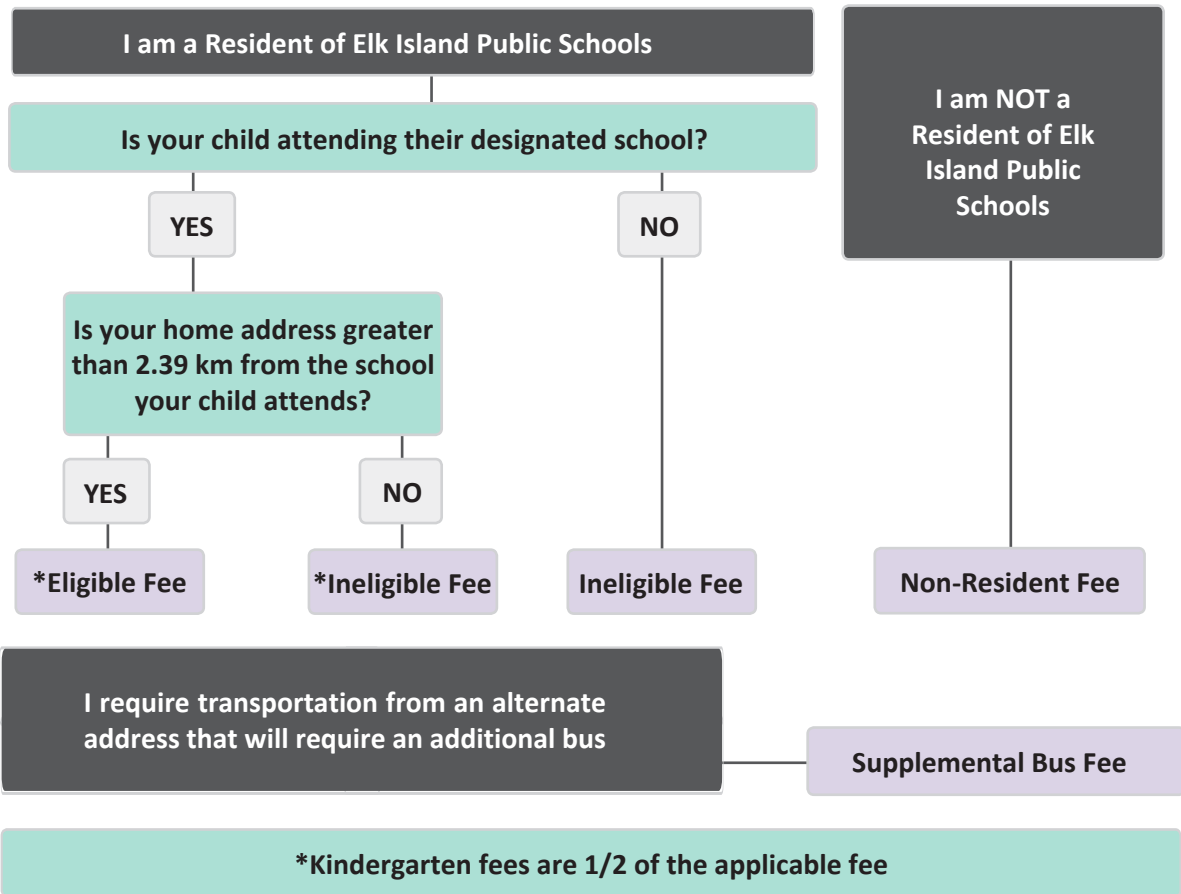 I am a Resident of Elk Island Public Schools
Is your child attending their designated school?
YES
NO
Is your home address greater
than 2.39 km from the school
your child attends?
YES
NO
*Eligible Fee
*Ineligible Fee
Ineligible Fee
I am NOT a
Resident of Elk
Island Public
Schools
Non-Resident Fee
I require transportation from an alternate
address that will require an additional bus
Supplemental Bus Fee
*Kindergarten fees are 1/2 of the applicable fee